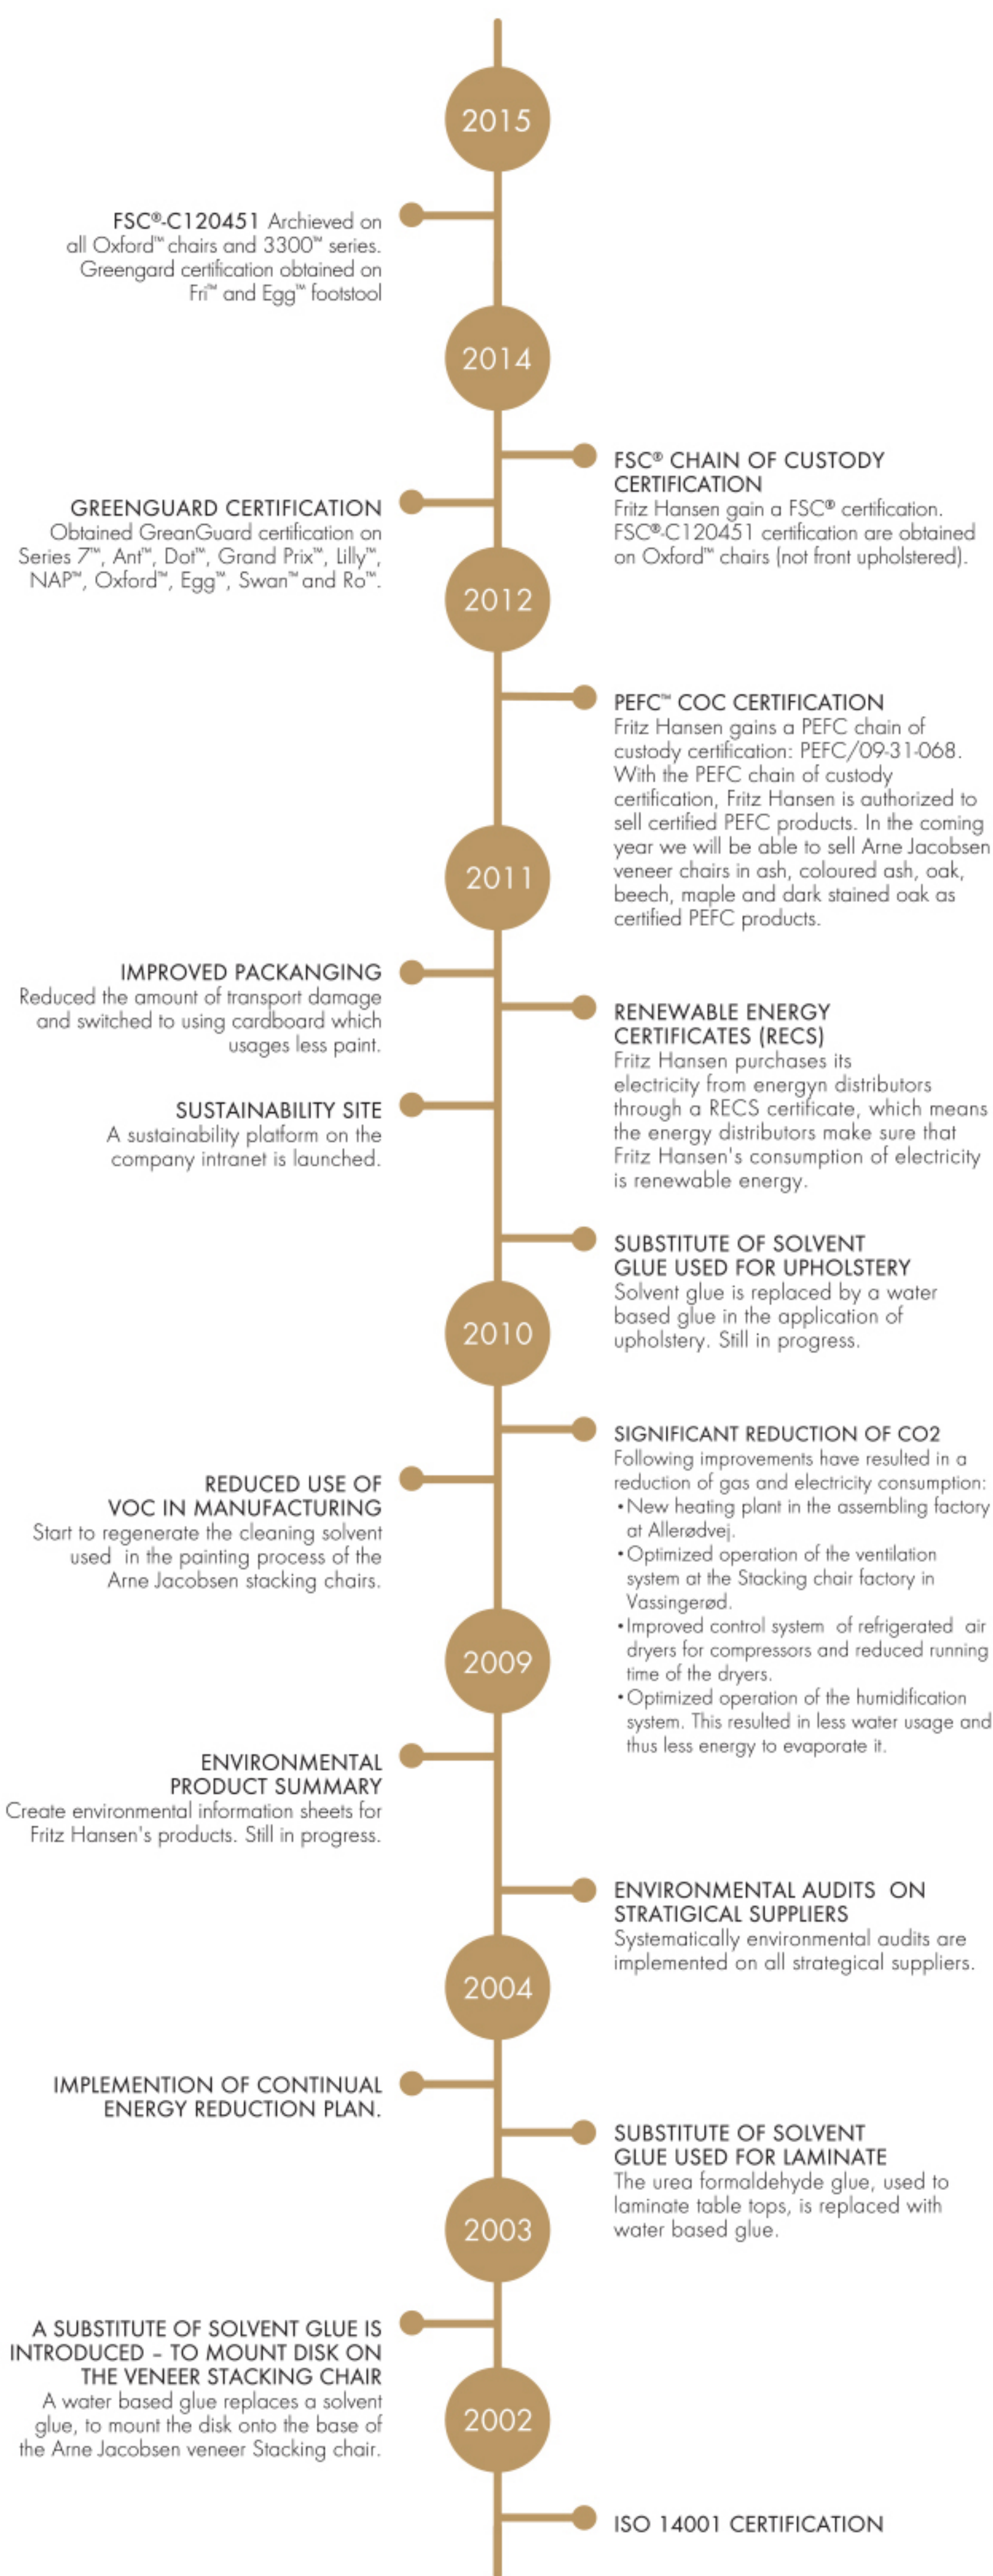 2015
FSC®-C120451 Archieved on
all Oxford™ chairs and 3300™ series.
Greengard certification obtained on
Fri™ and Egg™ footstool
2014
FSC® CHAIN OF CUSTODY
CERTIFICATION
Fritz Hansen gain a FSC® certification.
FSC®-C120451 certification are obtained
on Oxford™ chairs (not front upholstered).
GREENGUARD CERTIFICATION
Obtained GreanGuard certification on
Series 7™, Ant™, Dot™, Grand Prix™, Lilly™,
NAP™, Oxford™, Egg™, Swan™ and Ro™.
2012
PEFC™ COC CERTIFICATION
Fritz Hansen gains a PEFC chain of
custody certification: PEFC/09-31-068.
With the PEFC chain of custody
certification, Fritz Hansen is authorized to
sell certified PEFC products. In the coming
year we will be able to sell Arne Jacobsen
veneer chairs in ash, coloured ash, oak,
beech, maple and dark stained oak as
certified PEFC products.
2011
IMPROVED PACKANGING
Reduced the amount of transport damage
and switched to using cardboard which
usages less paint.
RENEWABLE ENERGY
CERTIFICATES (RECS)
Fritz Hansen purchases its
electricity from energyn distributors
through a RECS certificate, which means
the energy distributors make sure that
Fritz Hansen's consumption of electricity
is renewable energy.
SUSTAINABILITY SITE
A sustainability platform on the
company intranet is launched.
SUBSTITUTE OF SOLVENT
GLUE USED FOR UPHOLSTERY
Solvent glue is replaced by a water
based glue in the application of
upholstery. Still in progress.
2010
SIGNIFICANT REDUCTION OF CO2
Following improvements have resulted in a
reduction of gas and electricity consumption:
• New heating plant in the assembling factory
at Allerødvej.
• Optimized operation of the ventilation
system at the Stacking chair factory in
Vassingerød.
• Improved control system of refrigerated air
dryers for compressors and reduced running
time of the dryers.
• Optimized operation of the humidification
system. This resulted in less water usage and
thus less energy to evaporate it.
REDUCED USE OF
VOC IN MANUFACTURING
Start to regenerate the cleaning solvent
used in the painting process of the
Arne Jacobsen stacking chairs.
2009
ENVIRONMENTAL
PRODUCT SUMMARY
Create environmental information sheets for
Fritz Hansen's products. Still in progress.
ENVIRONMENTAL AUDITS ON
STRATIGICAL SUPPLIERS
Systematically environmental audits are
implemented on all strategical suppliers.
2004
IMPLEMENTION OF CONTINUAL
ENERGY REDUCTION PLAN.
SUBSTITUTE OF SOLVENT
GLUE USED FOR LAMINATE
The urea formaldehyde glue, used to
laminate table tops, is replaced with
water based glue.
2003
A SUBSTITUTE OF SOLVENT GLUE IS
INTRODUCED – TO MOUNT DISK ON
THE VENEER STACKING CHAIR
A water based glue replaces a solvent
glue, to mount the disk onto the base of
the Arne Jacobsen veneer Stacking chair.
2002
ISO 14001 CERTIFICATION